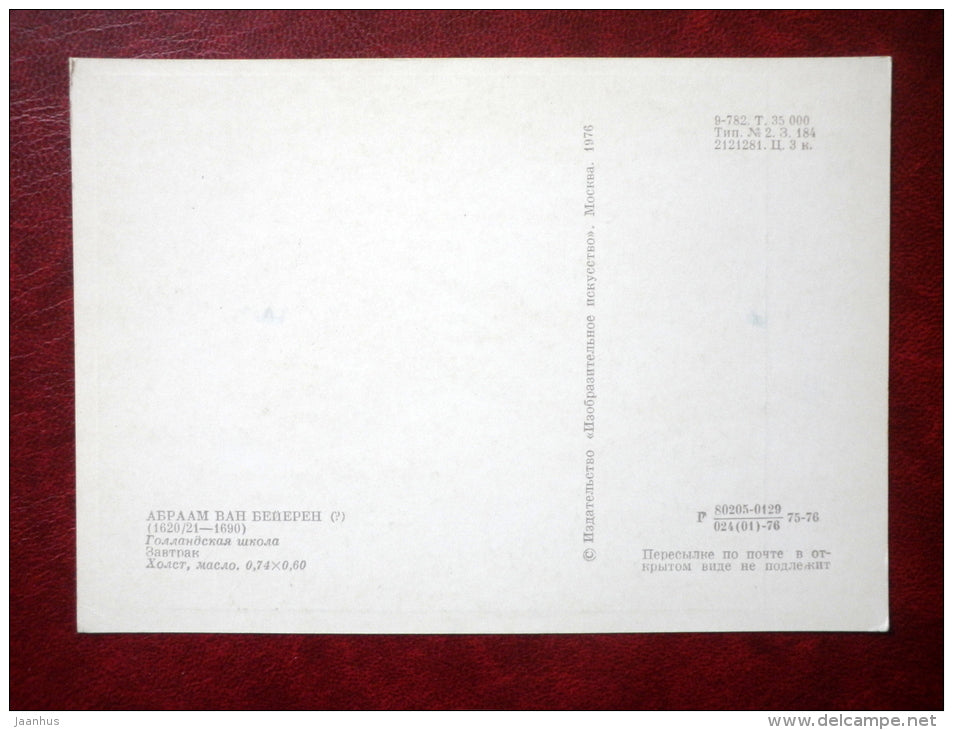 9-782. Т. 35 000
Тип. № 2. З. 184
2121281. Ц. 3 к.
© Издательство «Изобразительное искусство». Москва. 1976
АБРААМ ВАН БЕЙЕРЕН (?)
(1620/21—1690)
Голландская школа
Завтрак
Холст, масло. 0,74×0,60
Р 80205-0129
024(01)-76 75-76
Пересылке по почте в от-
крытом виде не подлежит
Jaanhus
www.delcampe.net